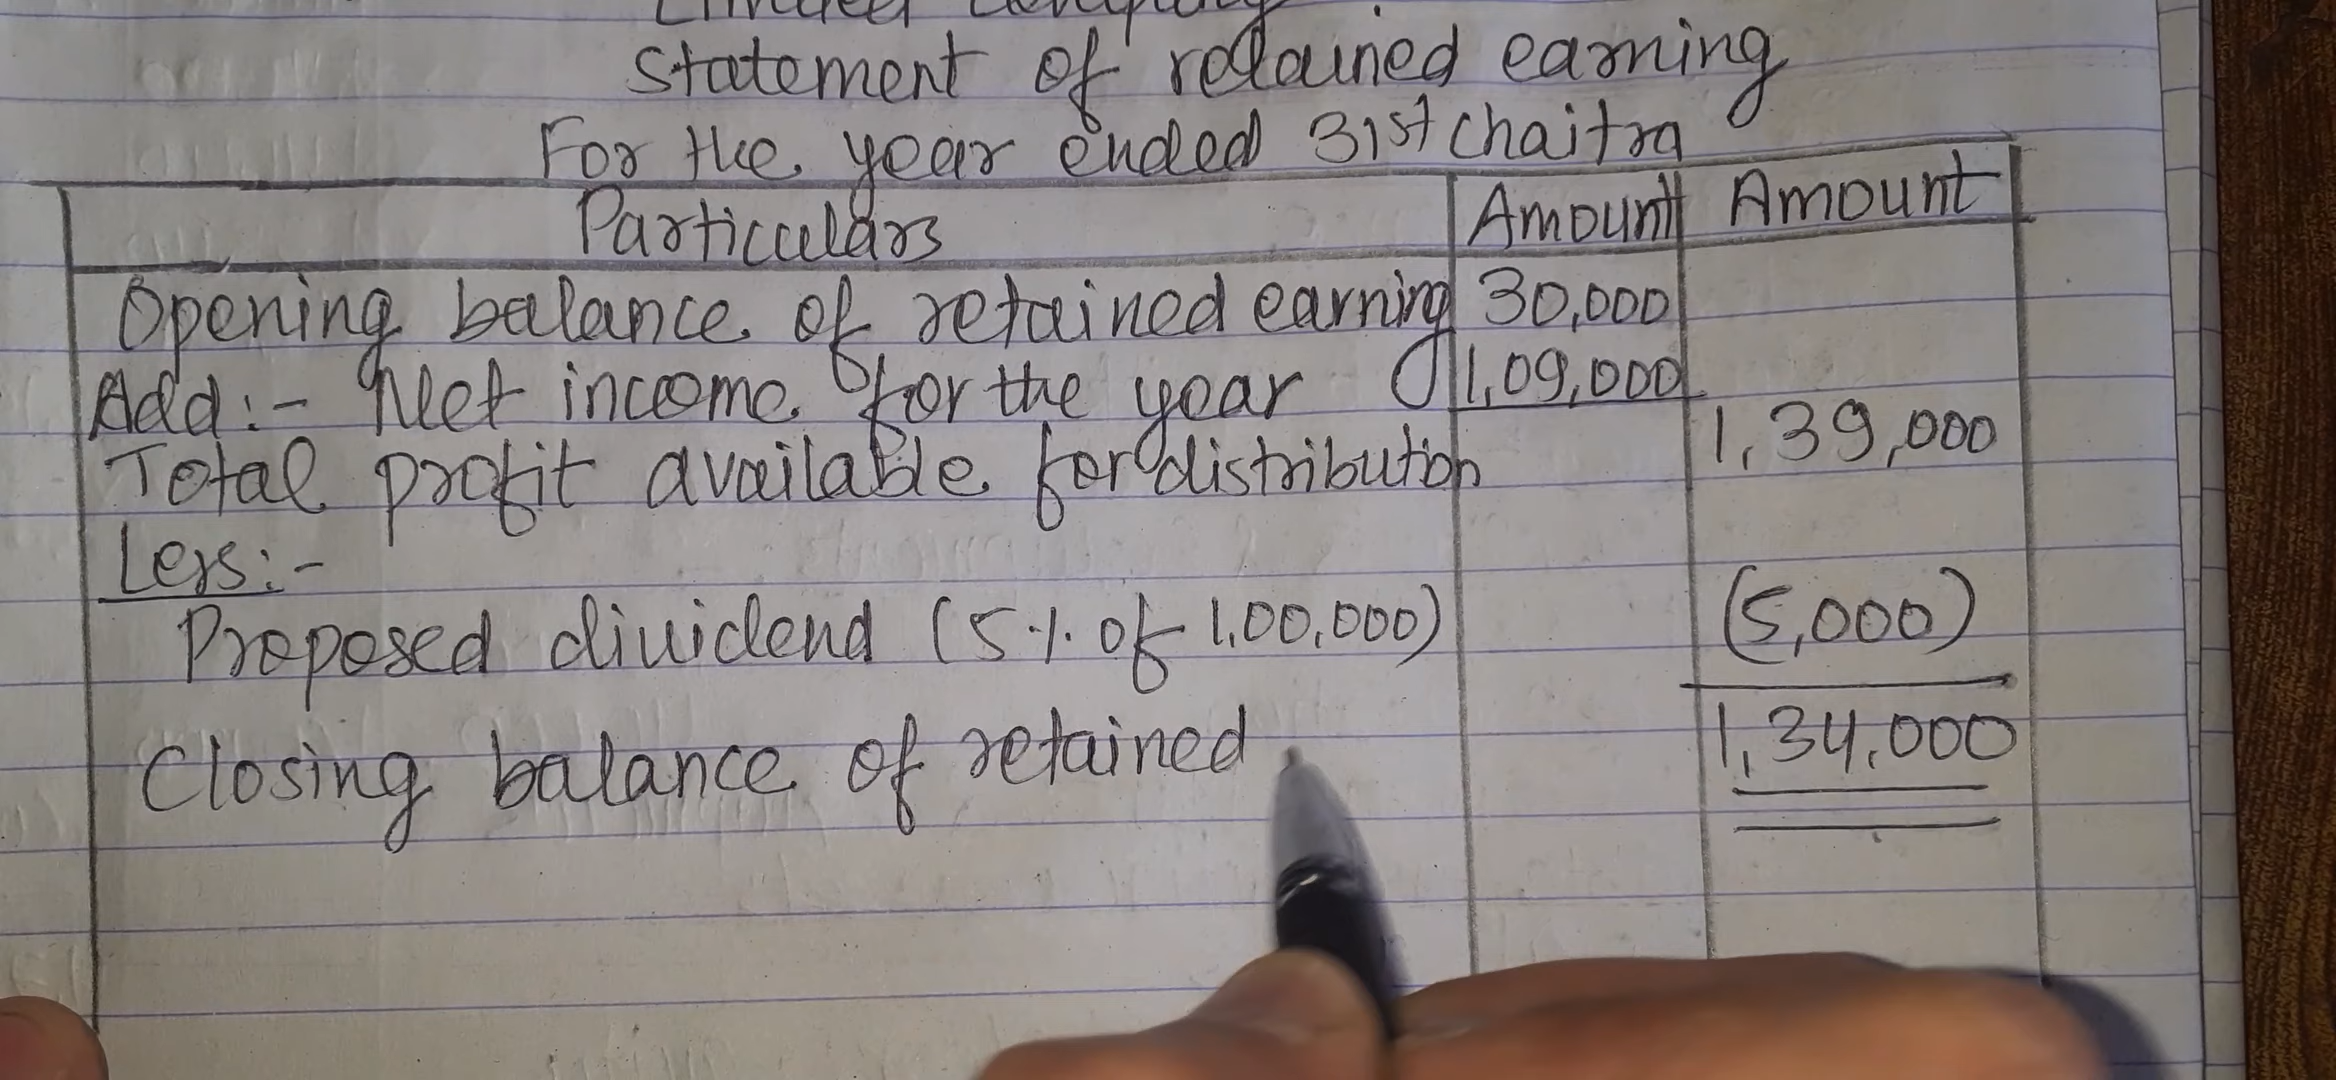 Limited Company
Statement of retained earning
For the year ended 31st chaitra
Particulars Amount Amount
Opening balance of retained earning 30,000
Add:- Net income for the year 1,09,000
Total profit available for distribution 1,39,000
Less:-
Proposed dividend (5% of 1,00,000) (5,000)
Closing balance of retained 1,34,000